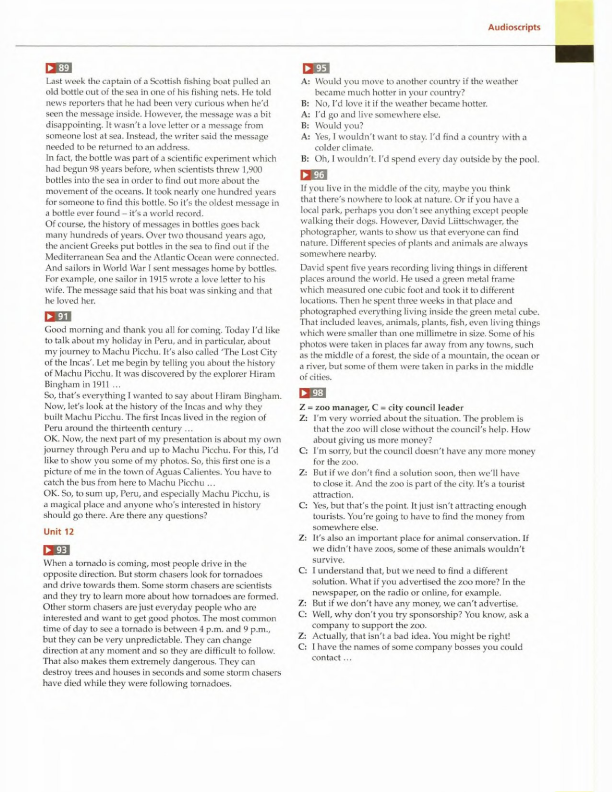 Audioscripts
89
Last week the captain of a Scottish fishing boat pulled an
old bottle out of the sea in one of his fishing nets. He told
news reporters that he had been very curious when he'd
seen the message inside. However, the message was a bit
disappointing. It wasn't a love letter or a message from
someone lost at sea. Instead, the writer said the message
needed to be returned to an address.
In fact, the bottle was part of a scientific experiment which
had begun 98 years before, when scientists threw 1,900
bottles into the sea in order to find out more about the
movement of the oceans. It took nearly one hundred years
for someone to find this bottle. So it's the oldest message in
a bottle ever found – it's a world record.
Of course, the history of messages in bottles goes back
many hundreds of years. Over two thousand years ago,
the ancient Greeks put bottles in the sea to find out if the
Mediterranean Sea and the Atlantic Ocean were connected.
And sailors in World War I sent messages home by bottles.
For example, one sailor in 1915 wrote a love letter to his
wife. The message said that his boat was sinking and that
he loved her.
91
Good morning and thank you all for coming. Today I'd like
to talk about my holiday in Peru, and in particular, about
my journey to Machu Picchu. It's also called 'The Lost City
of the Incas'. Let me begin by telling you about the history
of Machu Picchu. It was discovered by the explorer Hiram
Bingham in 1911 …
So, that's everything I wanted to say about Hiram Bingham.
Now, let's look at the history of the Incas and why they
built Machu Picchu. The first Incas lived in the region of
Peru around the thirteenth century …
OK. Now, the next part of my presentation is about my own
journey through Peru and up to Machu Picchu. For this, I'd
like to show you some of my photos. So, this first one is a
picture of me in the town of Aguas Calientes. You have to
catch the bus from here to Machu Picchu …
OK. So, to sum up, Peru, and especially Machu Picchu, is
a magical place and anyone who's interested in history
should go there. Are there any questions?
Unit 12
93
When a tornado is coming, most people drive in the
opposite direction. But storm chasers look for tornadoes
and drive towards them. Some storm chasers are scientists
and they try to learn more about how tornadoes are formed.
Other storm chasers are just everyday people who are
interested and want to get good photos. The most common
time of day to see a tornado is between 4 p.m. and 9 p.m.,
but they can be very unpredictable. They can change
direction at any moment and so they are difficult to follow.
That also makes them extremely dangerous. They can
destroy trees and houses in seconds and some storm chasers
have died while they were following tornadoes.
95
A: Would you move to another country if the weather
became much hotter in your country?
B: No, I'd love it if the weather became hotter.
A: I'd go and live somewhere else.
B: Would you?
A: Yes, I wouldn't want to stay. I'd find a country with a
colder climate.
B: Oh, I wouldn't. I'd spend every day outside by the pool.
96
If you live in the middle of the city, maybe you think
that there's nowhere to look at nature. Or if you have a
local park, perhaps you don't see anything except people
walking their dogs. However, David Liittschwager, the
photographer, wants to show us that everyone can find
nature. Different species of plants and animals are always
somewhere nearby.
David spent five years recording living things in different
places around the world. He used a green metal frame
which measured one cubic foot and took it to different
locations. Then he spent three weeks in that place and
photographed everything living inside the green metal cube.
That included leaves, animals, plants, fish, even living things
which were smaller than one millimetre in size. Some of his
photos were taken in places far away from any towns, such
as the middle of a forest, the side of a mountain, the ocean or
a river, but some of them were taken in parks in the middle
of cities.
98
Z = zoo manager, C = city council leader
Z: I'm very worried about the situation. The problem is
that the zoo will close without the council's help. How
about giving us more money?
C: I'm sorry, but the council doesn't have any more money
for the zoo.
Z: But if we don't find a solution soon, then we'll have
to close it. And the zoo is part of the city. It's a tourist
attraction.
C: Yes, but that's the point. It just isn't attracting enough
tourists. You're going to have to find the money from
somewhere else.
Z: It's also an important place for animal conservation. If
we didn't have zoos, some of these animals wouldn't
survive.
C: I understand that, but we need to find a different
solution. What if you advertised the zoo more? In the
newspaper, on the radio or online, for example.
Z: But if we don't have any money, we can't advertise.
C: Well, why don't you try sponsorship? You know, ask a
company to support the zoo.
Z: Actually, that isn't a bad idea. You might be right!
C: I have the names of some company bosses you could
contact …